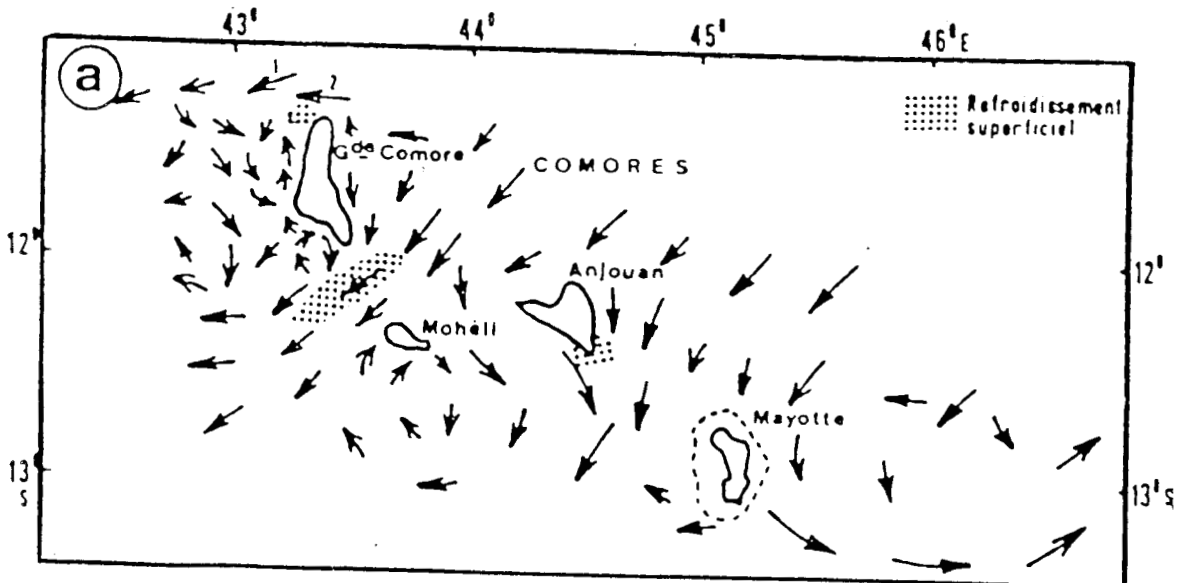 43° 44° 45° 46° E
a
1
2
Refroidissement
superficiel
Gde Comore
COMORES
12°
12°
Anjouan
Mohéli
Mayotte
13°
S
13° S